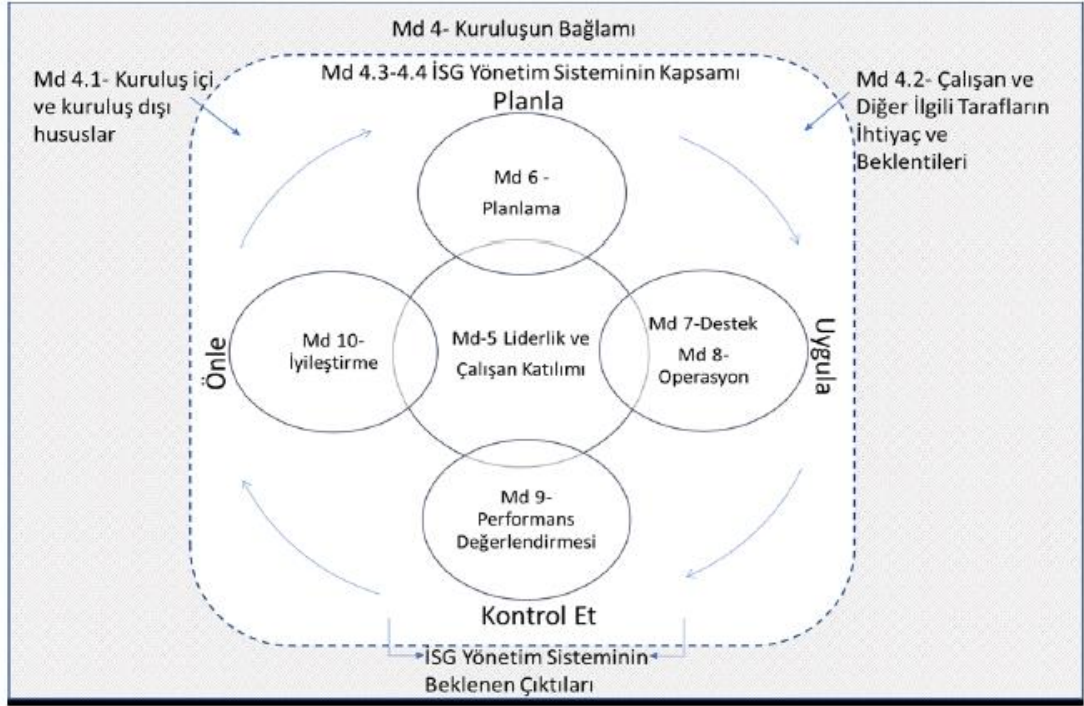 Md 4- Kuruluşun Bağlamı
Md 4.1- Kuruluş içi
ve kuruluş dışı
hususlar
Md 4.3-4.4 İSG Yönetim Sisteminin Kapsamı
Planla
Md 4.2- Çalışan ve
Diğer İlgili Tarafların
İhtiyaç ve
Beklentileri
Md 6 -
Planlama
Önle
Md 10-
İyileştirme
Md-5 Liderlik ve
Çalışan Katılımı
Md 7-Destek
Md 8-
Operasyon
Uygula
Md 9-
Performans
Değerlendirmesi
Kontrol Et
İSG Yönetim Sisteminin
Beklenen Çıktıları